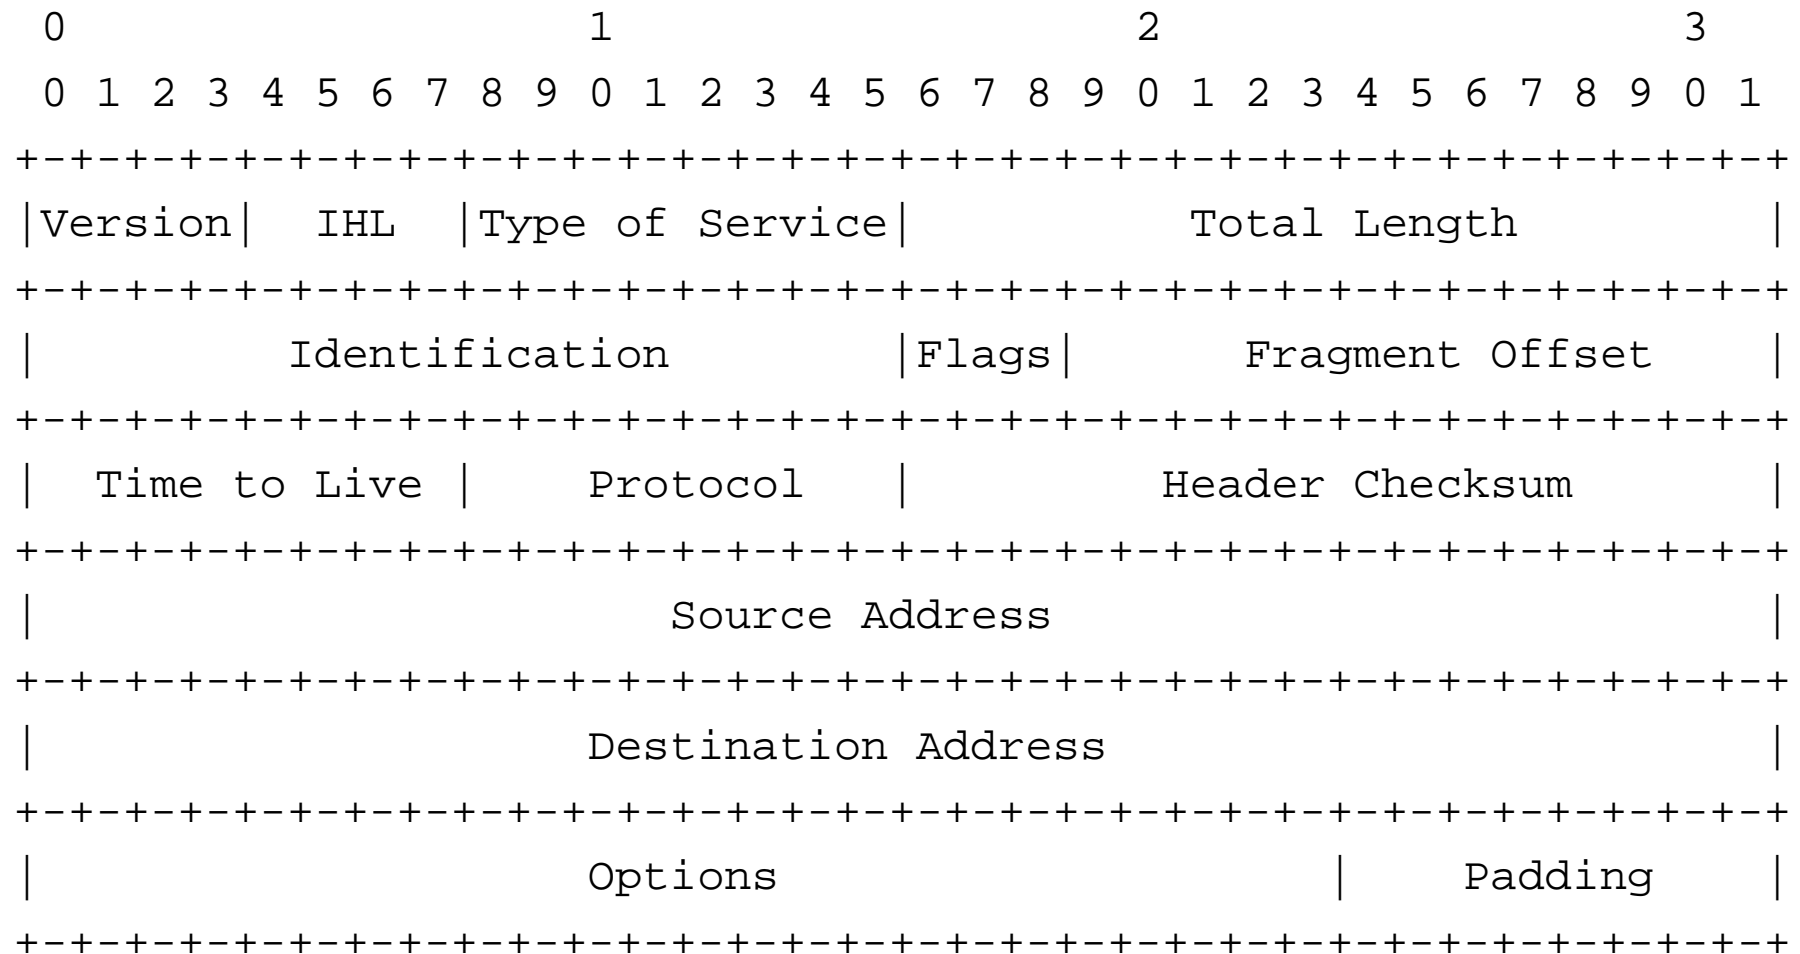 0                   1                   2                   3
 0 1 2 3 4 5 6 7 8 9 0 1 2 3 4 5 6 7 8 9 0 1 2 3 4 5 6 7 8 9 0 1
+-+-+-+-+-+-+-+-+-+-+-+-+-+-+-+-+-+-+-+-+-+-+-+-+-+-+-+-+-+-+-+-+
|Version|  IHL  |Type of Service|          Total Length         |
+-+-+-+-+-+-+-+-+-+-+-+-+-+-+-+-+-+-+-+-+-+-+-+-+-+-+-+-+-+-+-+-+
|         Identification        |Flags|      Fragment Offset    |
+-+-+-+-+-+-+-+-+-+-+-+-+-+-+-+-+-+-+-+-+-+-+-+-+-+-+-+-+-+-+-+-+
|  Time to Live |    Protocol   |         Header Checksum       |
+-+-+-+-+-+-+-+-+-+-+-+-+-+-+-+-+-+-+-+-+-+-+-+-+-+-+-+-+-+-+-+-+
|                       Source Address                          |
+-+-+-+-+-+-+-+-+-+-+-+-+-+-+-+-+-+-+-+-+-+-+-+-+-+-+-+-+-+-+-+-+
|                    Destination Address                        |
+-+-+-+-+-+-+-+-+-+-+-+-+-+-+-+-+-+-+-+-+-+-+-+-+-+-+-+-+-+-+-+-+
|                    Options                    |    Padding    |
+-+-+-+-+-+-+-+-+-+-+-+-+-+-+-+-+-+-+-+-+-+-+-+-+-+-+-+-+-+-+-+-+